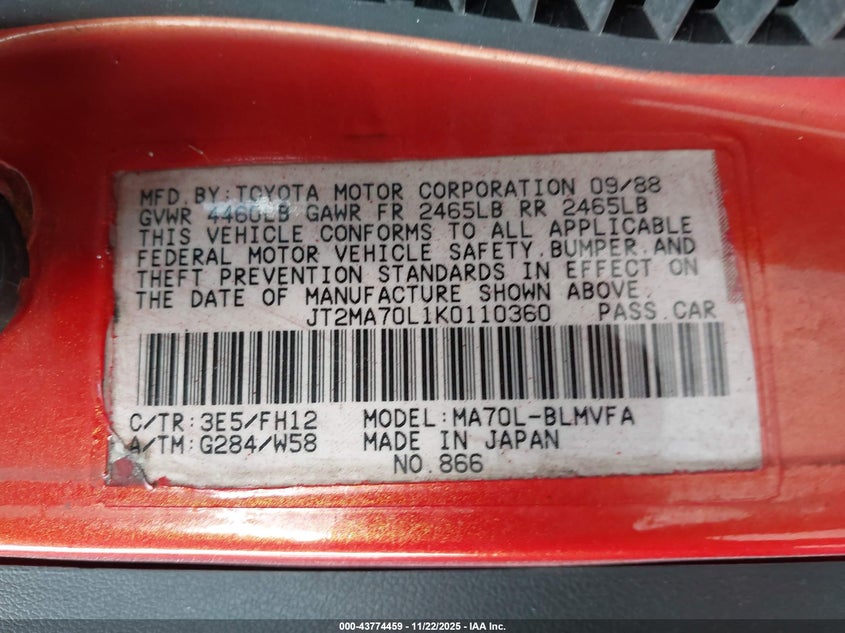 MFD.BY:TOYOTA MOTOR CORPORATION 09/88
GVWR 4460LB GAWR FR 2465LB RR 2465LB
THIS VEHICLE CONFORMS TO ALL APPLICABLE
FEDERAL MOTOR VEHICLE SAFETY,BUMPER,AND
THEFT PREVENTION STANDARDS IN EFFECT ON
THE DATE OF MANUFACTURE SHOWN ABOVE.
JT2MA70L1K0110360 PASS.CAR
C/TR:3E5/FH12 MODEL:MA70L-BLMVFA
A/TM:G284/W58 MADE IN JAPAN
NO.866
000-43774459 - 11/22/2025 - IAA Inc.